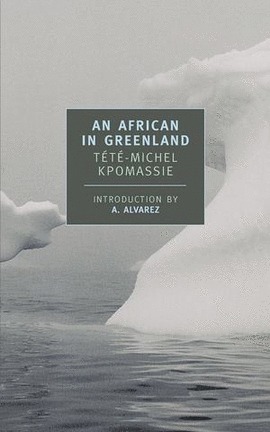 AN AFRICAN
IN GREENLAND
TÉTÉ-MICHEL
KPOMASSIE
INTRODUCTION BY
A. ALVAREZ